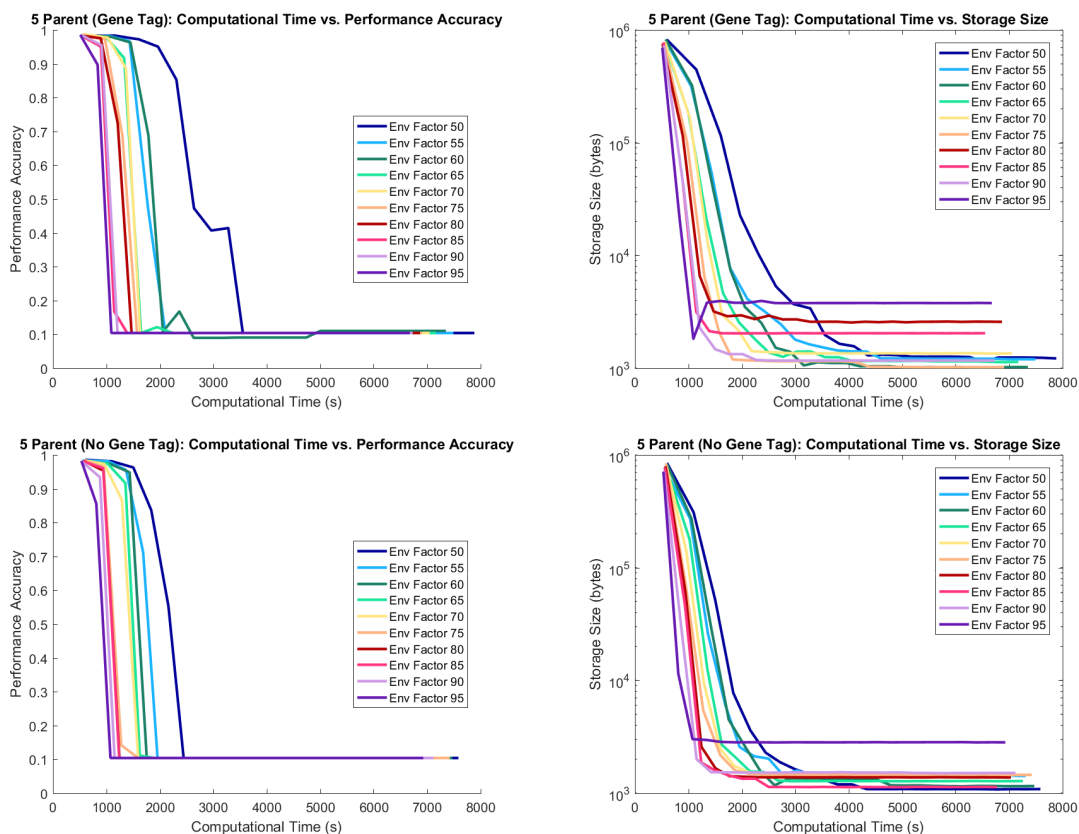 5 Parent (Gene Tag): Computational Time vs. Performance Accuracy
1
0.9
0.8
0.7
0.6
0.5
0.4
0.3
0.2
0.1
0
Performance Accuracy
Env Factor 50
Env Factor 55
Env Factor 60
Env Factor 65
Env Factor 70
Env Factor 75
Env Factor 80
Env Factor 85
Env Factor 90
Env Factor 95
0 1000 2000 3000 4000 5000 6000 7000 8000
Computational Time (s)
5 Parent (Gene Tag): Computational Time vs. Storage Size
10^6
10^5
10^4
10^3
Storage Size (bytes)
Env Factor 50
Env Factor 55
Env Factor 60
Env Factor 65
Env Factor 70
Env Factor 75
Env Factor 80
Env Factor 85
Env Factor 90
Env Factor 95
0 1000 2000 3000 4000 5000 6000 7000 8000
Computational Time (s)
5 Parent (No Gene Tag): Computational Time vs. Performance Accuracy
1
0.9
0.8
0.7
0.6
0.5
0.4
0.3
0.2
0.1
0
Performance Accuracy
Env Factor 50
Env Factor 55
Env Factor 60
Env Factor 65
Env Factor 70
Env Factor 75
Env Factor 80
Env Factor 85
Env Factor 90
Env Factor 95
0 1000 2000 3000 4000 5000 6000 7000 8000
Computational Time (s)
5 Parent (No Gene Tag): Computational Time vs. Storage Size
10^6
10^5
10^4
10^3
Storage Size (bytes)
Env Factor 50
Env Factor 55
Env Factor 60
Env Factor 65
Env Factor 70
Env Factor 75
Env Factor 80
Env Factor 85
Env Factor 90
Env Factor 95
0 1000 2000 3000 4000 5000 6000 7000 8000
Computational Time (s)